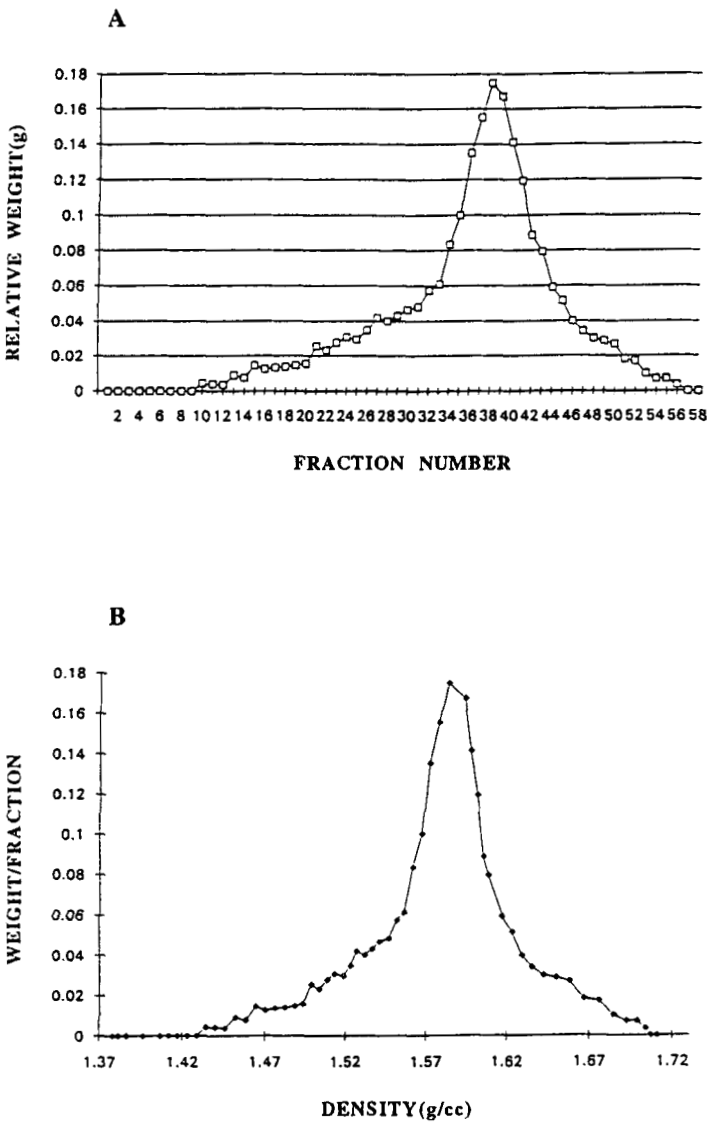 A
0.18
0.16
0.14
0.12
0.1
0.08
0.06
0.04
0.02
0
RELATIVE WEIGHT(g)
2 4 6 8 10 12 14 16 18 20 22 24 26 28 30 32 34 36 38 40 42 44 46 48 50 52 54 56 58
FRACTION NUMBER
B
0.18
0.16
0.14
0.12
0.1
0.08
0.06
0.04
0.02
0
WEIGHT/FRACTION
1.37 1.42 1.47 1.52 1.57 1.62 1.67 1.72
DENSITY(g/cc)